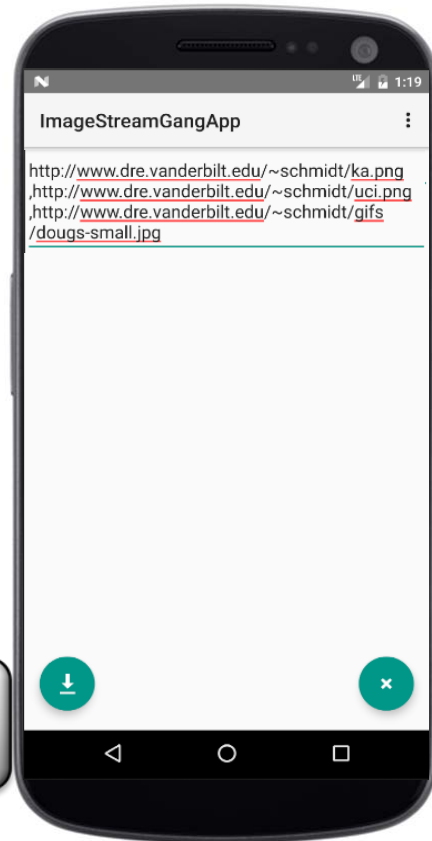 LTE 1:19
ImageStreamGangApp
http://www.dre.vanderbilt.edu/~schmidt/ka.png
,http://www.dre.vanderbilt.edu/~schmidt/uci.png
,http://www.dre.vanderbilt.edu/~schmidt/gifs
/dougs-small.jpg